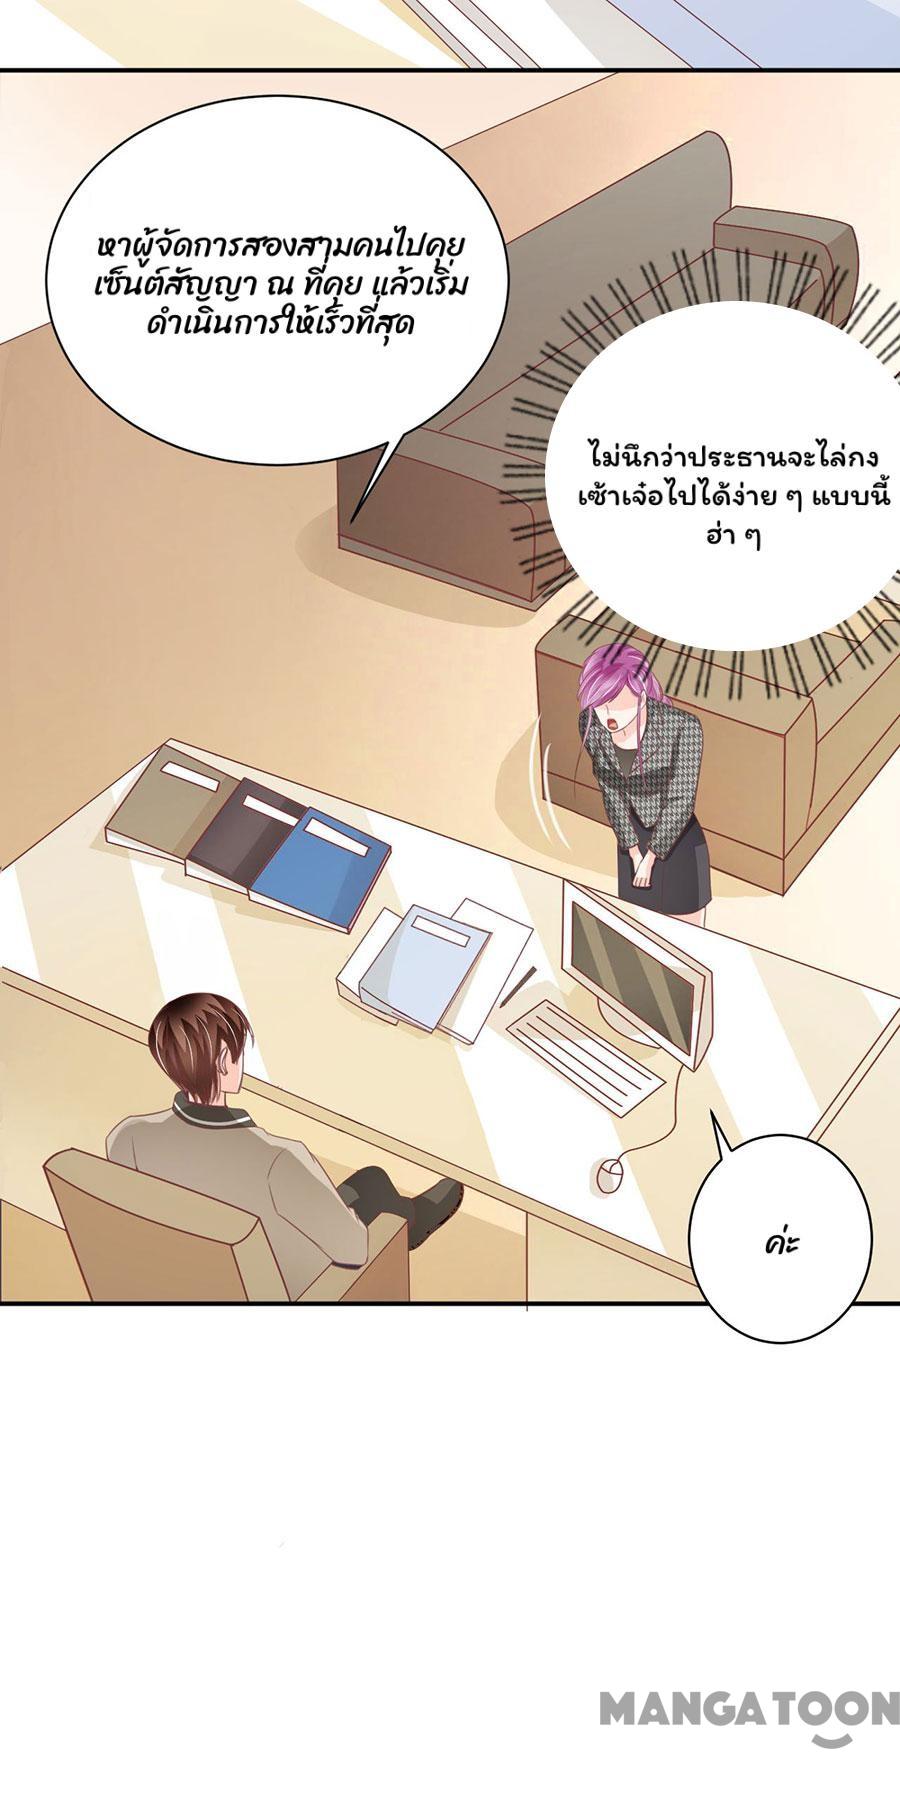 หาผู้จัดการสองสามคนไปคุย
เซ็นต์สัญญา ณ ที่คุย แล้วเริ่ม
ดำเนินการให้เร็วที่สุด
ไม่นึกว่าประธานจะไล่กง
เซ้าเจ๋อไปได้ง่าย ๆ แบบนี้
ฮ่า ๆ
ค่ะ
MANGATOON